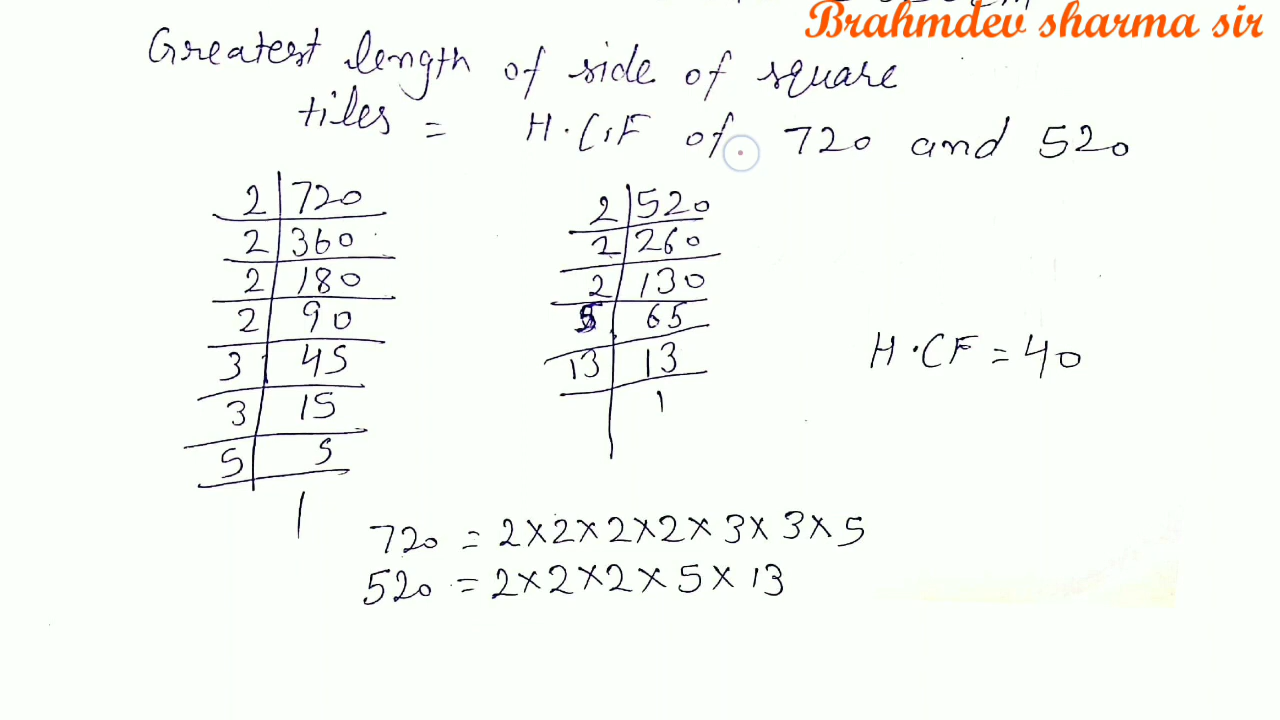 Brahmdev sharma sir
Greatest length of side of square
tiles = H.C.F of 720 and 520
2 | 720
2 | 360
2 | 180
2 | 90
3 | 45
3 | 15
5 | 5
1
2 | 520
2 | 260
2 | 130
5 | 65
13 | 13
1
H.CF = 40
720 = 2×2×2×2×3×3×5
520 = 2×2×2×5×13